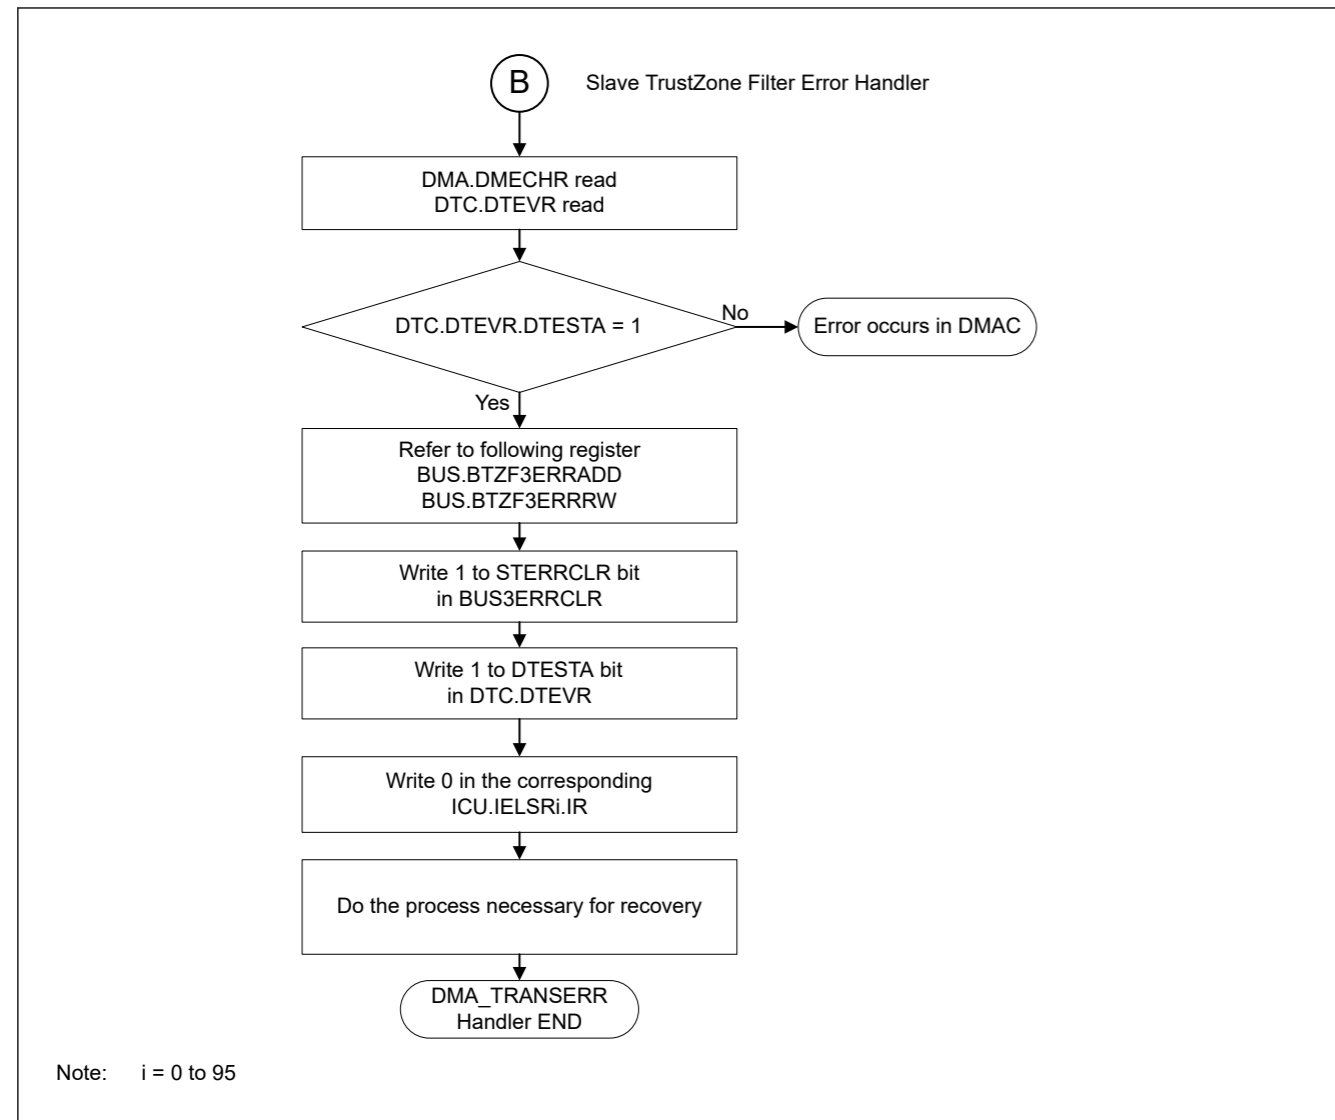 B
Slave TrustZone Filter Error Handler
DMA.DMECHR read
DTC.DTEVR read
DTC.DTEVR.DTESTA = 1
No
Error occurs in DMAC
Yes
Refer to following register
BUS.BTZF3ERRADD
BUS.BTZF3ERRRW
Write 1 to STERRCLR bit
in BUS3ERRCLR
Write 1 to DTESTA bit
in DTC.DTEVR
Write 0 in the corresponding
ICU.IELSRi.IR
Do the process necessary for recovery
DMA_TRANSERR
Handler END
Note: i = 0 to 95